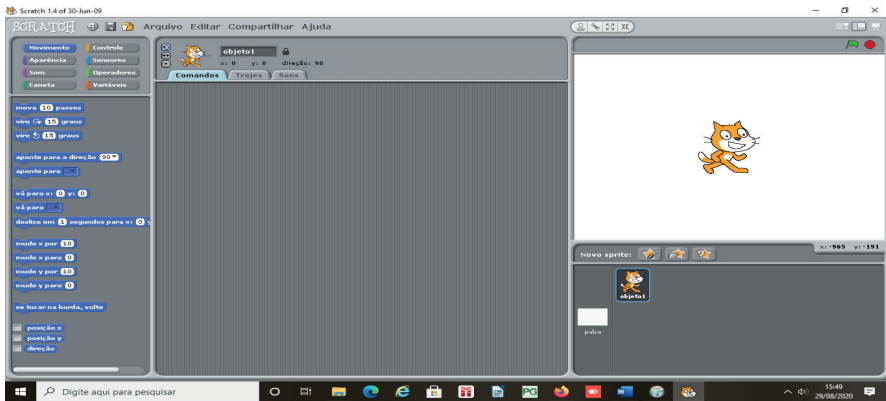 Scratch 1.4 of 30-Jun-09
SCRATCH Arquivo Editar Compartilhar Ajuda
Movimento Controle
Aparência Sensores
Som Operadores
Caneta Variáveis
objeto1
x: 0 y: 0 direção: 90
Comandos Trajes Sons
mova 10 passos
vire 15 graus
vire 15 graus
aponte para a direção 90
aponte para
vá para x: 0 y: 0
vá para
deslize em 1 segundos para x: 0 y
mude x por 10
mude x para 0
mude y por 10
mude y para 0
se tocar na borda, volte
posição x
posição y
direção
x: -965 y: -191
Novo sprite:
objeto1
palco
Digite aqui para pesquisar
PG
W
15:49
29/08/2020